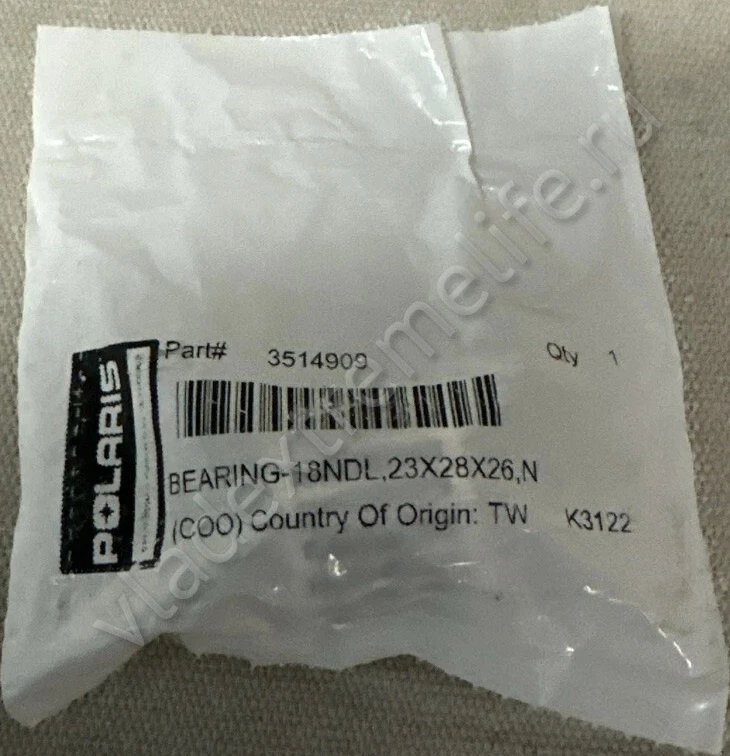 Part# 3514909 Qty 1
BEARING-18NDL,23X28X26,N
(COO) Country Of Origin: TW K3122
POLARIS
vladextremelife.ru